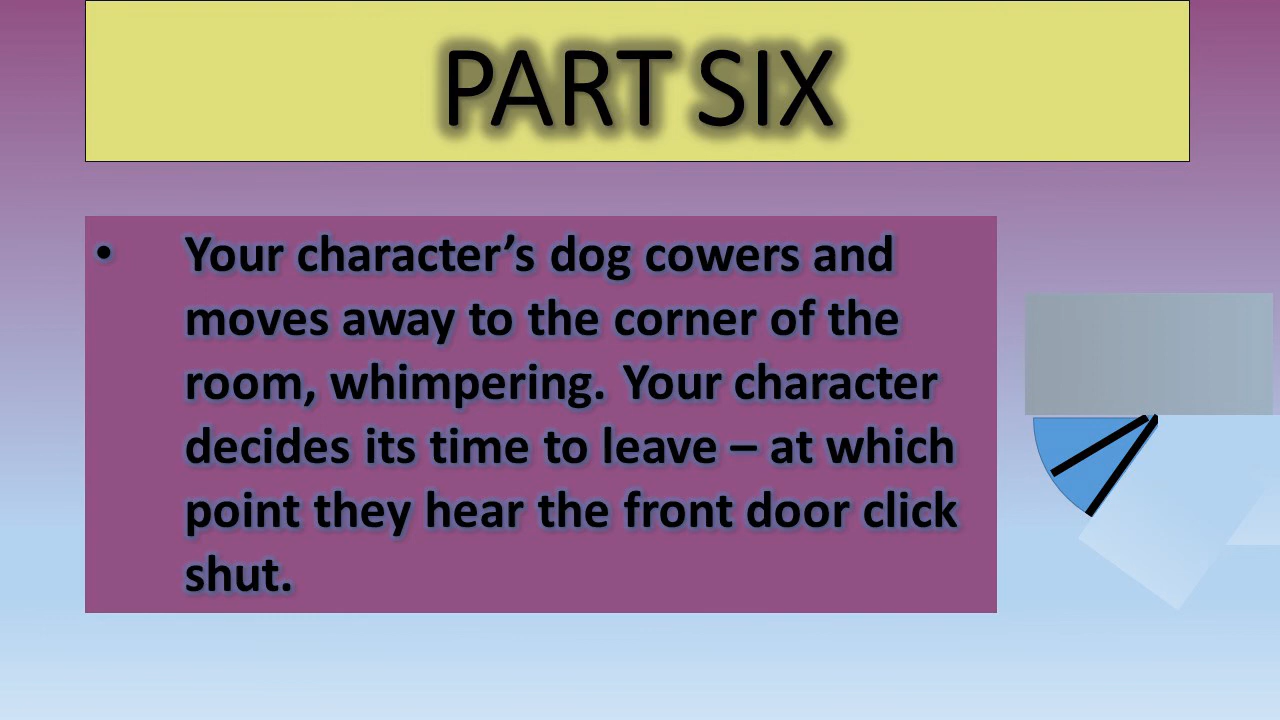 PART SIX
• Your character’s dog cowers and
moves away to the corner of the
room, whimpering. Your character
decides its time to leave – at which
point they hear the front door click
shut.